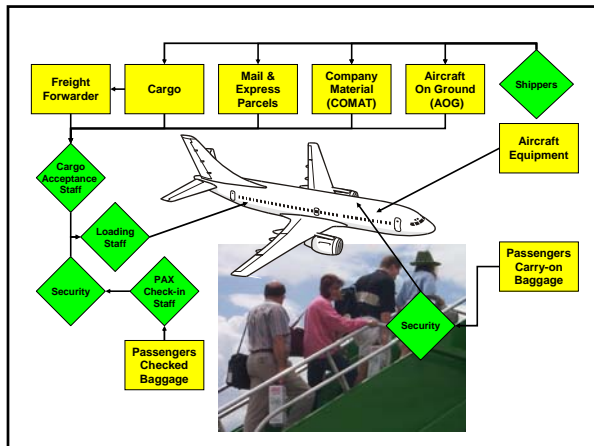 Freight
Forwarder
Cargo
Mail &
Express
Parcels
Company
Material
(COMAT)
Aircraft
On Ground
(AOG)
Shippers
Aircraft
Equipment
Cargo
Acceptance
Staff
Loading
Staff
Security
PAX
Check-in
Staff
Passengers
Checked
Baggage
Security
Passengers
Carry-on
Baggage